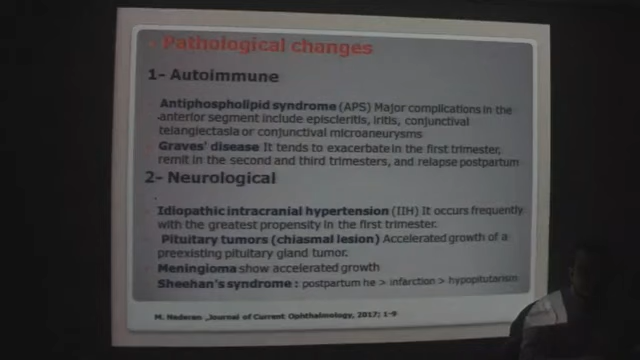 - Pathological changes
1- Autoimmune
Antiphospholipid syndrome (APS) Major complications in the
anterior segment include episcleritis, iritis, conjunctival
telangiectasia or conjunctival microaneurysms
Graves' disease It tends to exacerbate in the first trimester,
remit in the second and third trimesters, and relapse postpartum
2- Neurological
Idiopathic intracranial hypertension (IIH) It occurs frequently
with the greatest propensity in the first trimester.
Pituitary tumors (chiasmal lesion) Accelerated growth of a
preexisting pituitary gland tumor.
Meningioma show accelerated growth
Sheehan's syndrome : postpartum he > infarction > hypopitutarism
M. Naderan ,Journal of Current Ophthalmology, 2017; 1-9